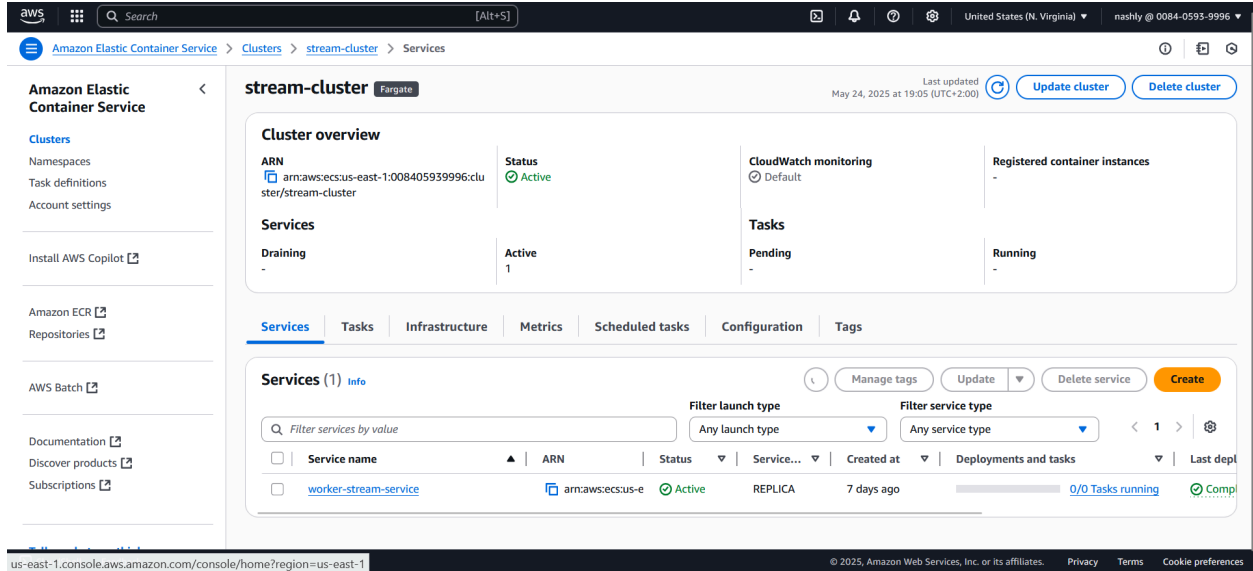 aws
Search [Alt+S]
United States (N. Virginia)
nashly @ 0084-0593-9996
Amazon Elastic Container Service > Clusters > stream-cluster > Services
Amazon Elastic
Container Service
Clusters
Namespaces
Task definitions
Account settings
Install AWS Copilot
Amazon ECR
Repositories
AWS Batch
Documentation
Discover products
Subscriptions
stream-cluster Fargate
Last updated
May 24, 2025 at 19:05 (UTC+2:00)
Update cluster
Delete cluster
Cluster overview
ARN
arn:aws:ecs:us-east-1:008405939996:clu
ster/stream-cluster
Status
Active
CloudWatch monitoring
Default
Registered container instances
-
Services
Draining
-
Active
1
Tasks
Pending
-
Running
-
Services Tasks Infrastructure Metrics Scheduled tasks Configuration Tags
Services (1) Info
Manage tags Update Delete service Create
Filter services by value
Filter launch type
Any launch type
Filter service type
Any service type
< 1 >
Service name ARN Status Service... Created at Deployments and tasks Last depl
worker-stream-service arn:aws:ecs:us-e Active REPLICA 7 days ago 0/0 Tasks running Compl
us-east-1.console.aws.amazon.com/console/home?region=us-east-1
© 2025, Amazon Web Services, Inc. or its affiliates. Privacy Terms Cookie preferences